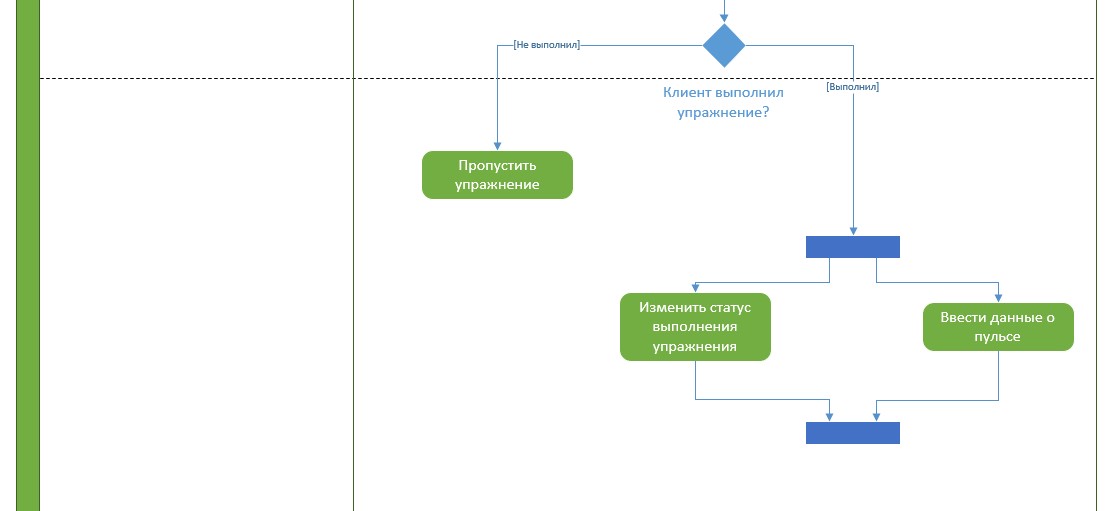 [Не выполнил]
Клиент выполнил
упражнение?
[Выполнил]
Пропустить
упражнение
Изменить статус
выполнения
упражнения
Ввести данные о
пульсе